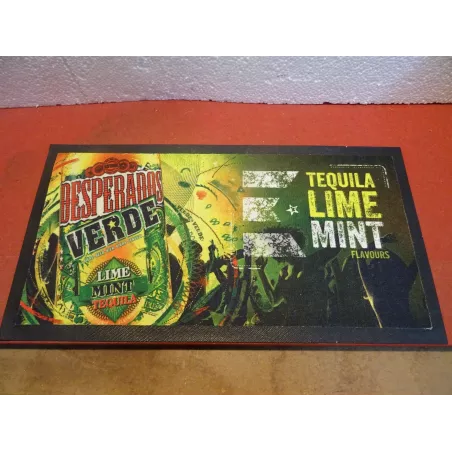 DESPERADOS
VERDE
LIME
MINT
TEQUILA
TEQUILA
LIME
MINT
FLAVOURS